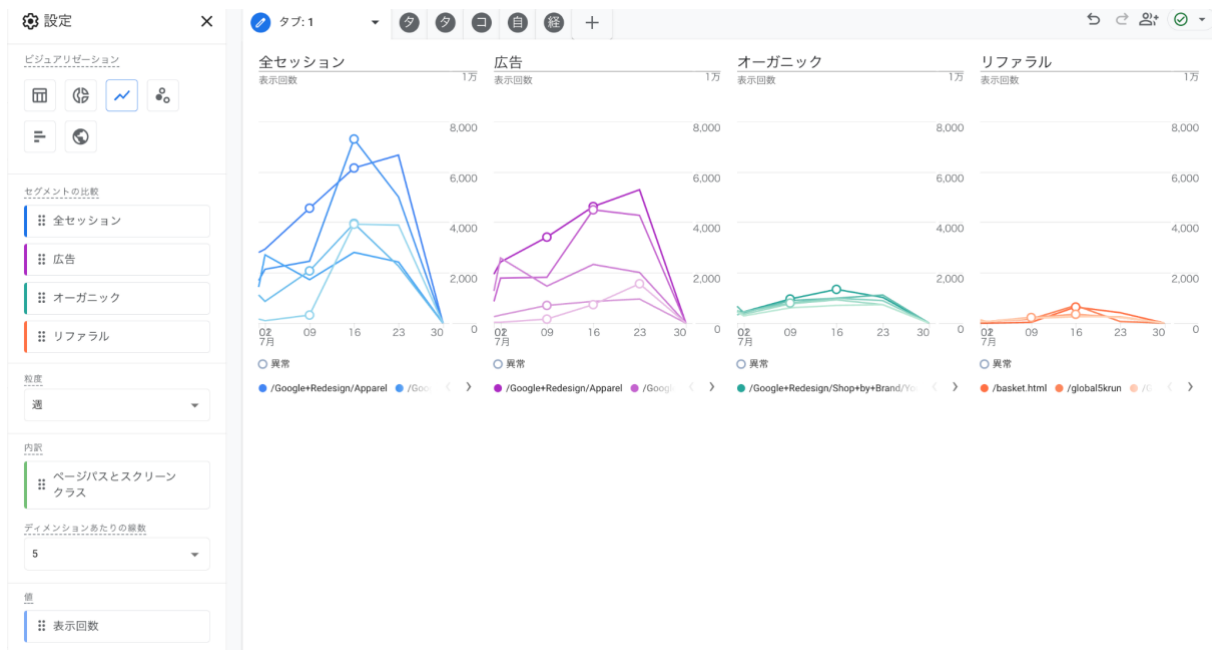 設定
タブ: 1
タ
タ
コ
自
経
ビジュアリゼーション
セグメントの比較
全セッション
広告
オーガニック
リファラル
粒度
週
内訳
ページパスとスクリーン
クラス
ディメンションあたりの線数
5
値
表示回数
全セッション
表示回数
1万
8,000
6,000
4,000
2,000
0
02
7月
09
16
23
30
異常
/Google+Redesign/Apparel
広告
表示回数
1万
8,000
6,000
4,000
2,000
0
02
7月
09
16
23
30
異常
/Google+Redesign/Apparel
オーガニック
表示回数
1万
8,000
6,000
4,000
2,000
0
02
7月
09
16
23
30
異常
/Google+Redesign/Shop+by+Brand/Yo
リファラル
表示回数
1万
8,000
6,000
4,000
2,000
0
02
7月
09
16
23
30
異常
/basket.html /global5krun